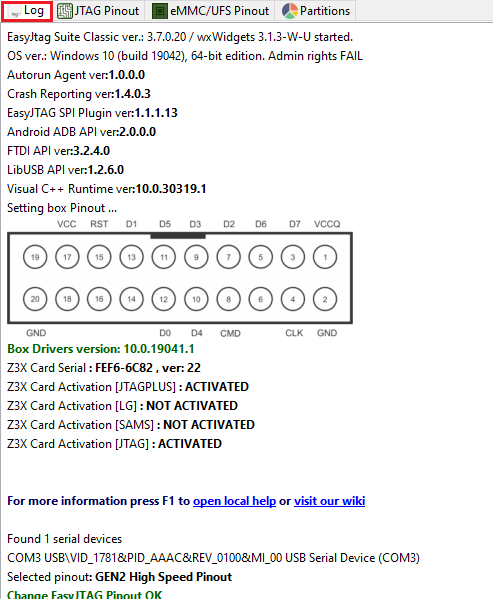 Log JTAG Pinout eMMC/UFS Pinout Partitions
EasyJtag Suite Classic ver.: 3.7.0.20 / wxWidgets 3.1.3-W-U started.
OS ver.: Windows 10 (build 19042), 64-bit edition. Admin rights FAIL
Autorun Agent ver:1.0.0.0
Crash Reporting ver:1.4.0.3
EasyJTAG SPI Plugin ver:1.1.1.13
Android ADB API ver:2.0.0.0
FTDI API ver:3.2.4.0
LibUSB API ver:1.2.6.0
Visual C++ Runtime ver:10.0.30319.1
Setting box Pinout ...
VCC RST D1 D5 D3 D2 D6 D7 VCCQ
19 17 15 13 11 9 7 5 3 1
20 18 16 14 12 10 8 6 4 2
GND D0 D4 CMD CLK GND
Box Drivers version: 10.0.19041.1
Z3X Card Serial : FEF6-6C82 , ver: 22
Z3X Card Activation [JTAGPLUS] : ACTIVATED
Z3X Card Activation [LG] : NOT ACTIVATED
Z3X Card Activation [SAMS] : NOT ACTIVATED
Z3X Card Activation [JTAG] : ACTIVATED
For more information press F1 to open local help or visit our wiki
Found 1 serial devices
COM3 USB\VID_1781&PID_AAAC&REV_0100&MI_00 USB Serial Device (COM3)
Selected pinout: GEN2 High Speed Pinout
Change EasyJTAG Pinout OK